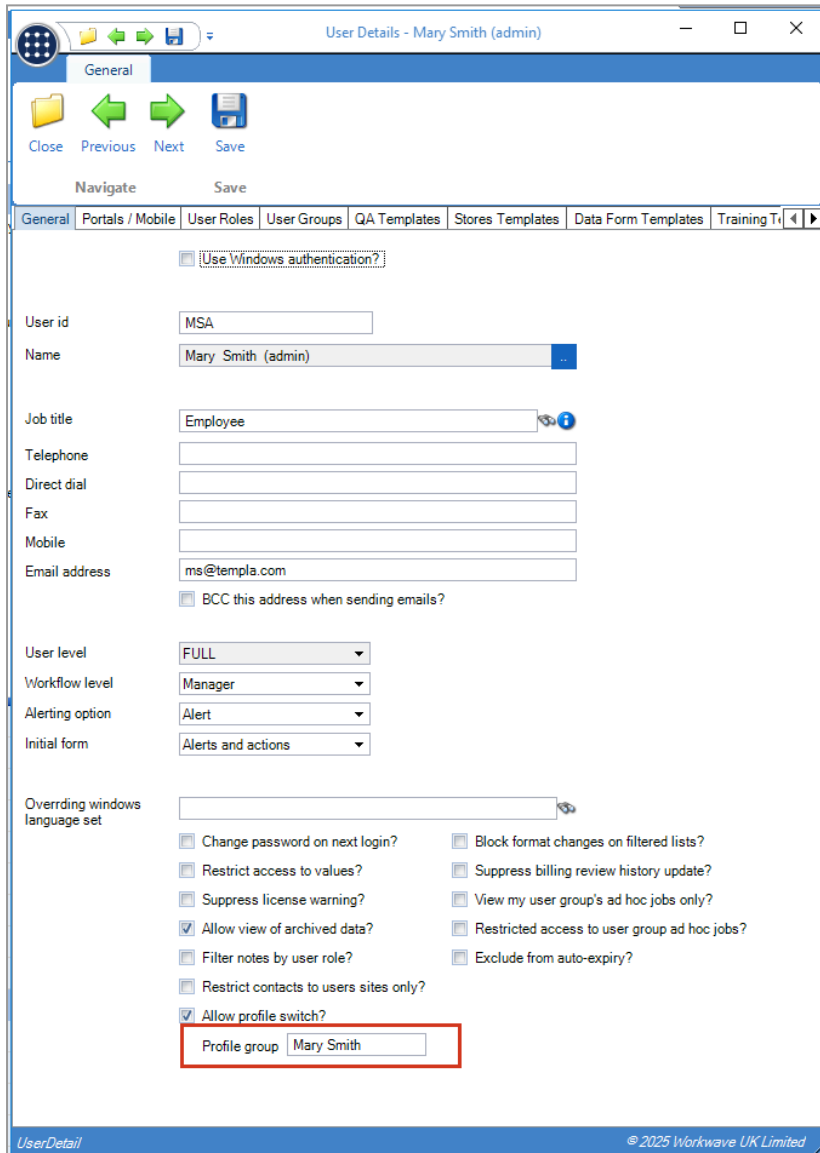 User Details - Mary Smith (admin)
General
Close Previous Next Save
Navigate Save
General Portals / Mobile User Roles User Groups QA Templates Stores Templates Data Form Templates Training Te
Use Windows authentication?
User id MSA
Name Mary Smith (admin) ..
Job title Employee
Telephone
Direct dial
Fax
Mobile
Email address ms@templa.com
BCC this address when sending emails?
User level FULL
Workflow level Manager
Alerting option Alert
Initial form Alerts and actions
Overrding windows
language set
Change password on next login? Block format changes on filtered lists?
Restrict access to values? Suppress billing review history update?
Suppress license warning? View my user group's ad hoc jobs only?
Allow view of archived data? Restricted access to user group ad hoc jobs?
Filter notes by user role? Exclude from auto-expiry?
Restrict contacts to users sites only?
Allow profile switch?
Profile group Mary Smith
UserDetail © 2025 Workwave UK Limited